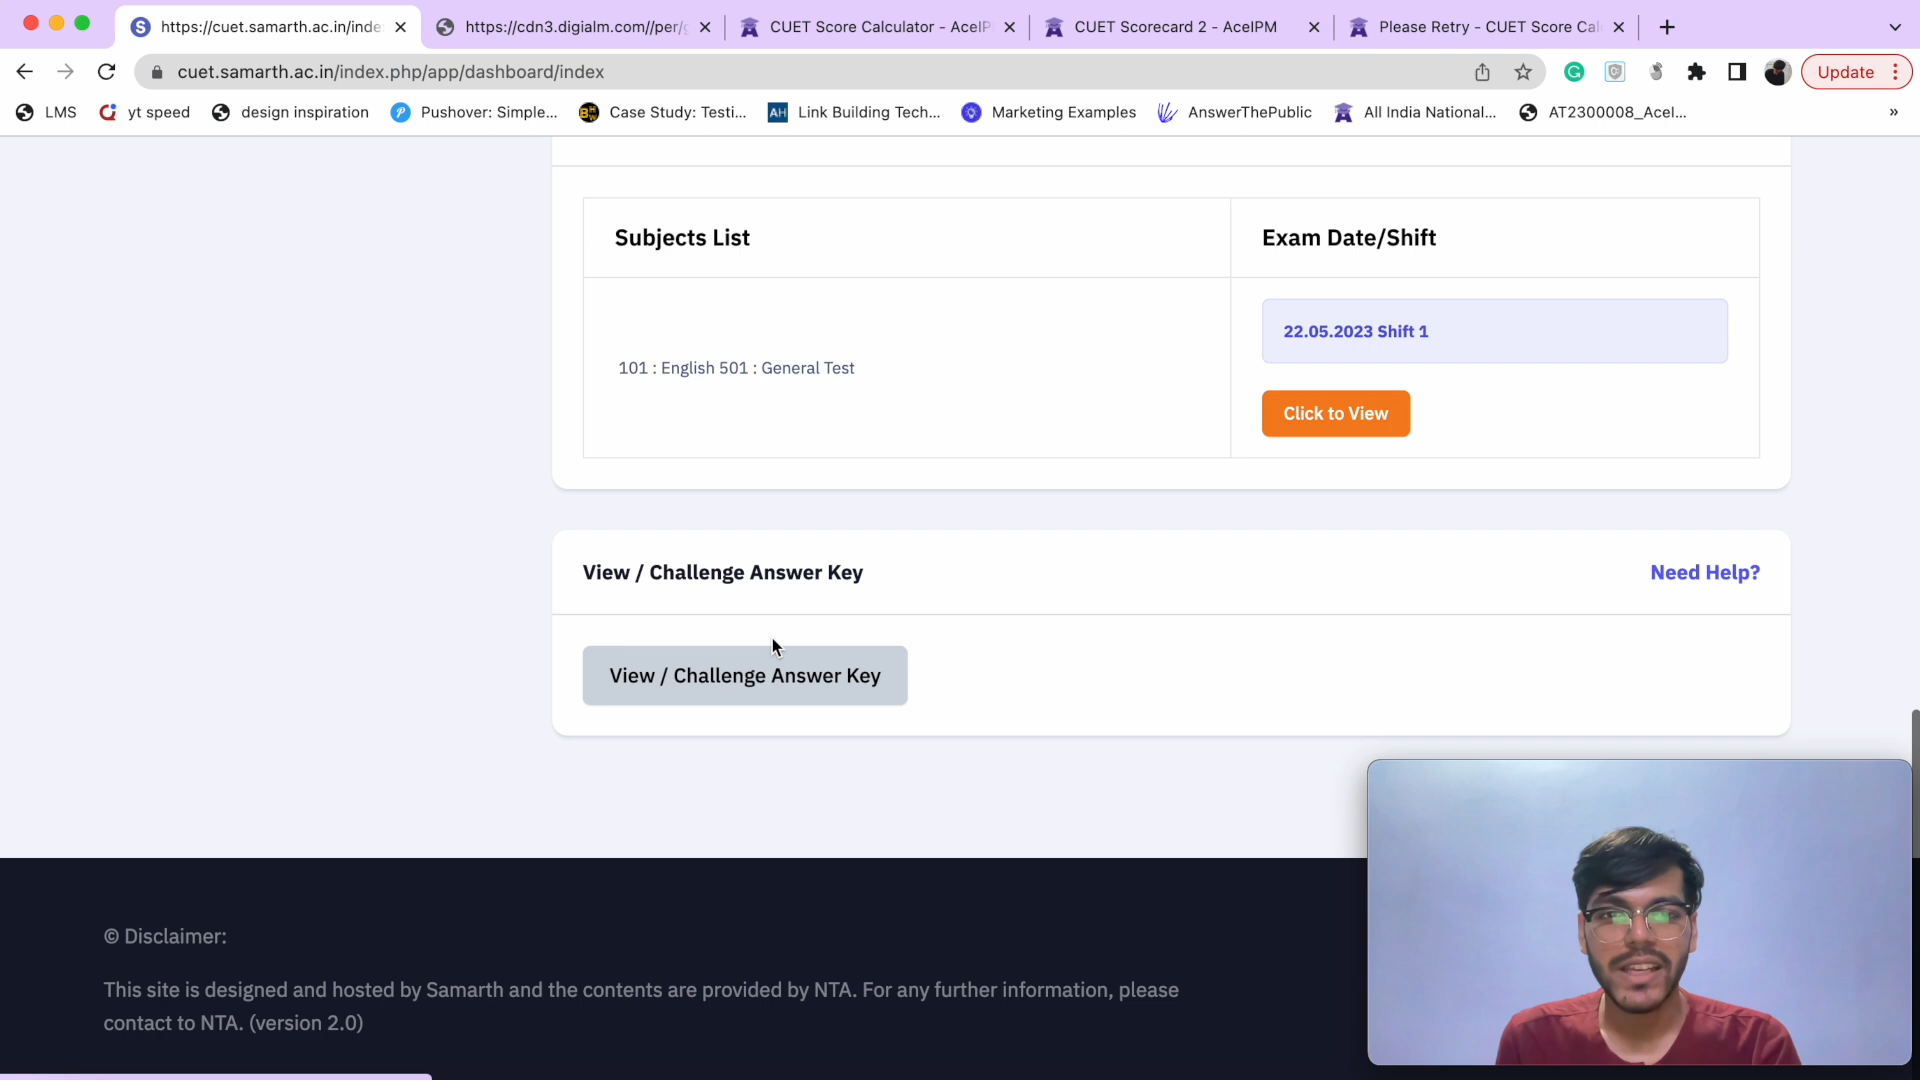 https://cuet.samarth.ac.in/inde
https://cdn3.digialm.com//per/g
CUET Score Calculator - AceIP
CUET Scorecard 2 - AceIPM
Please Retry - CUET Score Cal
cuet.samarth.ac.in/index.php/app/dashboard/index
Update
LMS
yt speed
design inspiration
Pushover: Simple...
Case Study: Testi...
AH
Link Building Tech...
Marketing Examples
AnswerThePublic
All India National...
AT2300008_Acel...
»
Subjects List
Exam Date/Shift
22.05.2023 Shift 1
101 : English 501 : General Test
Click to View
View / Challenge Answer Key
Need Help?
View / Challenge Answer Key
© Disclaimer:
This site is designed and hosted by Samarth and the contents are provided by NTA. For any further information, please
contact to NTA. (version 2.0)